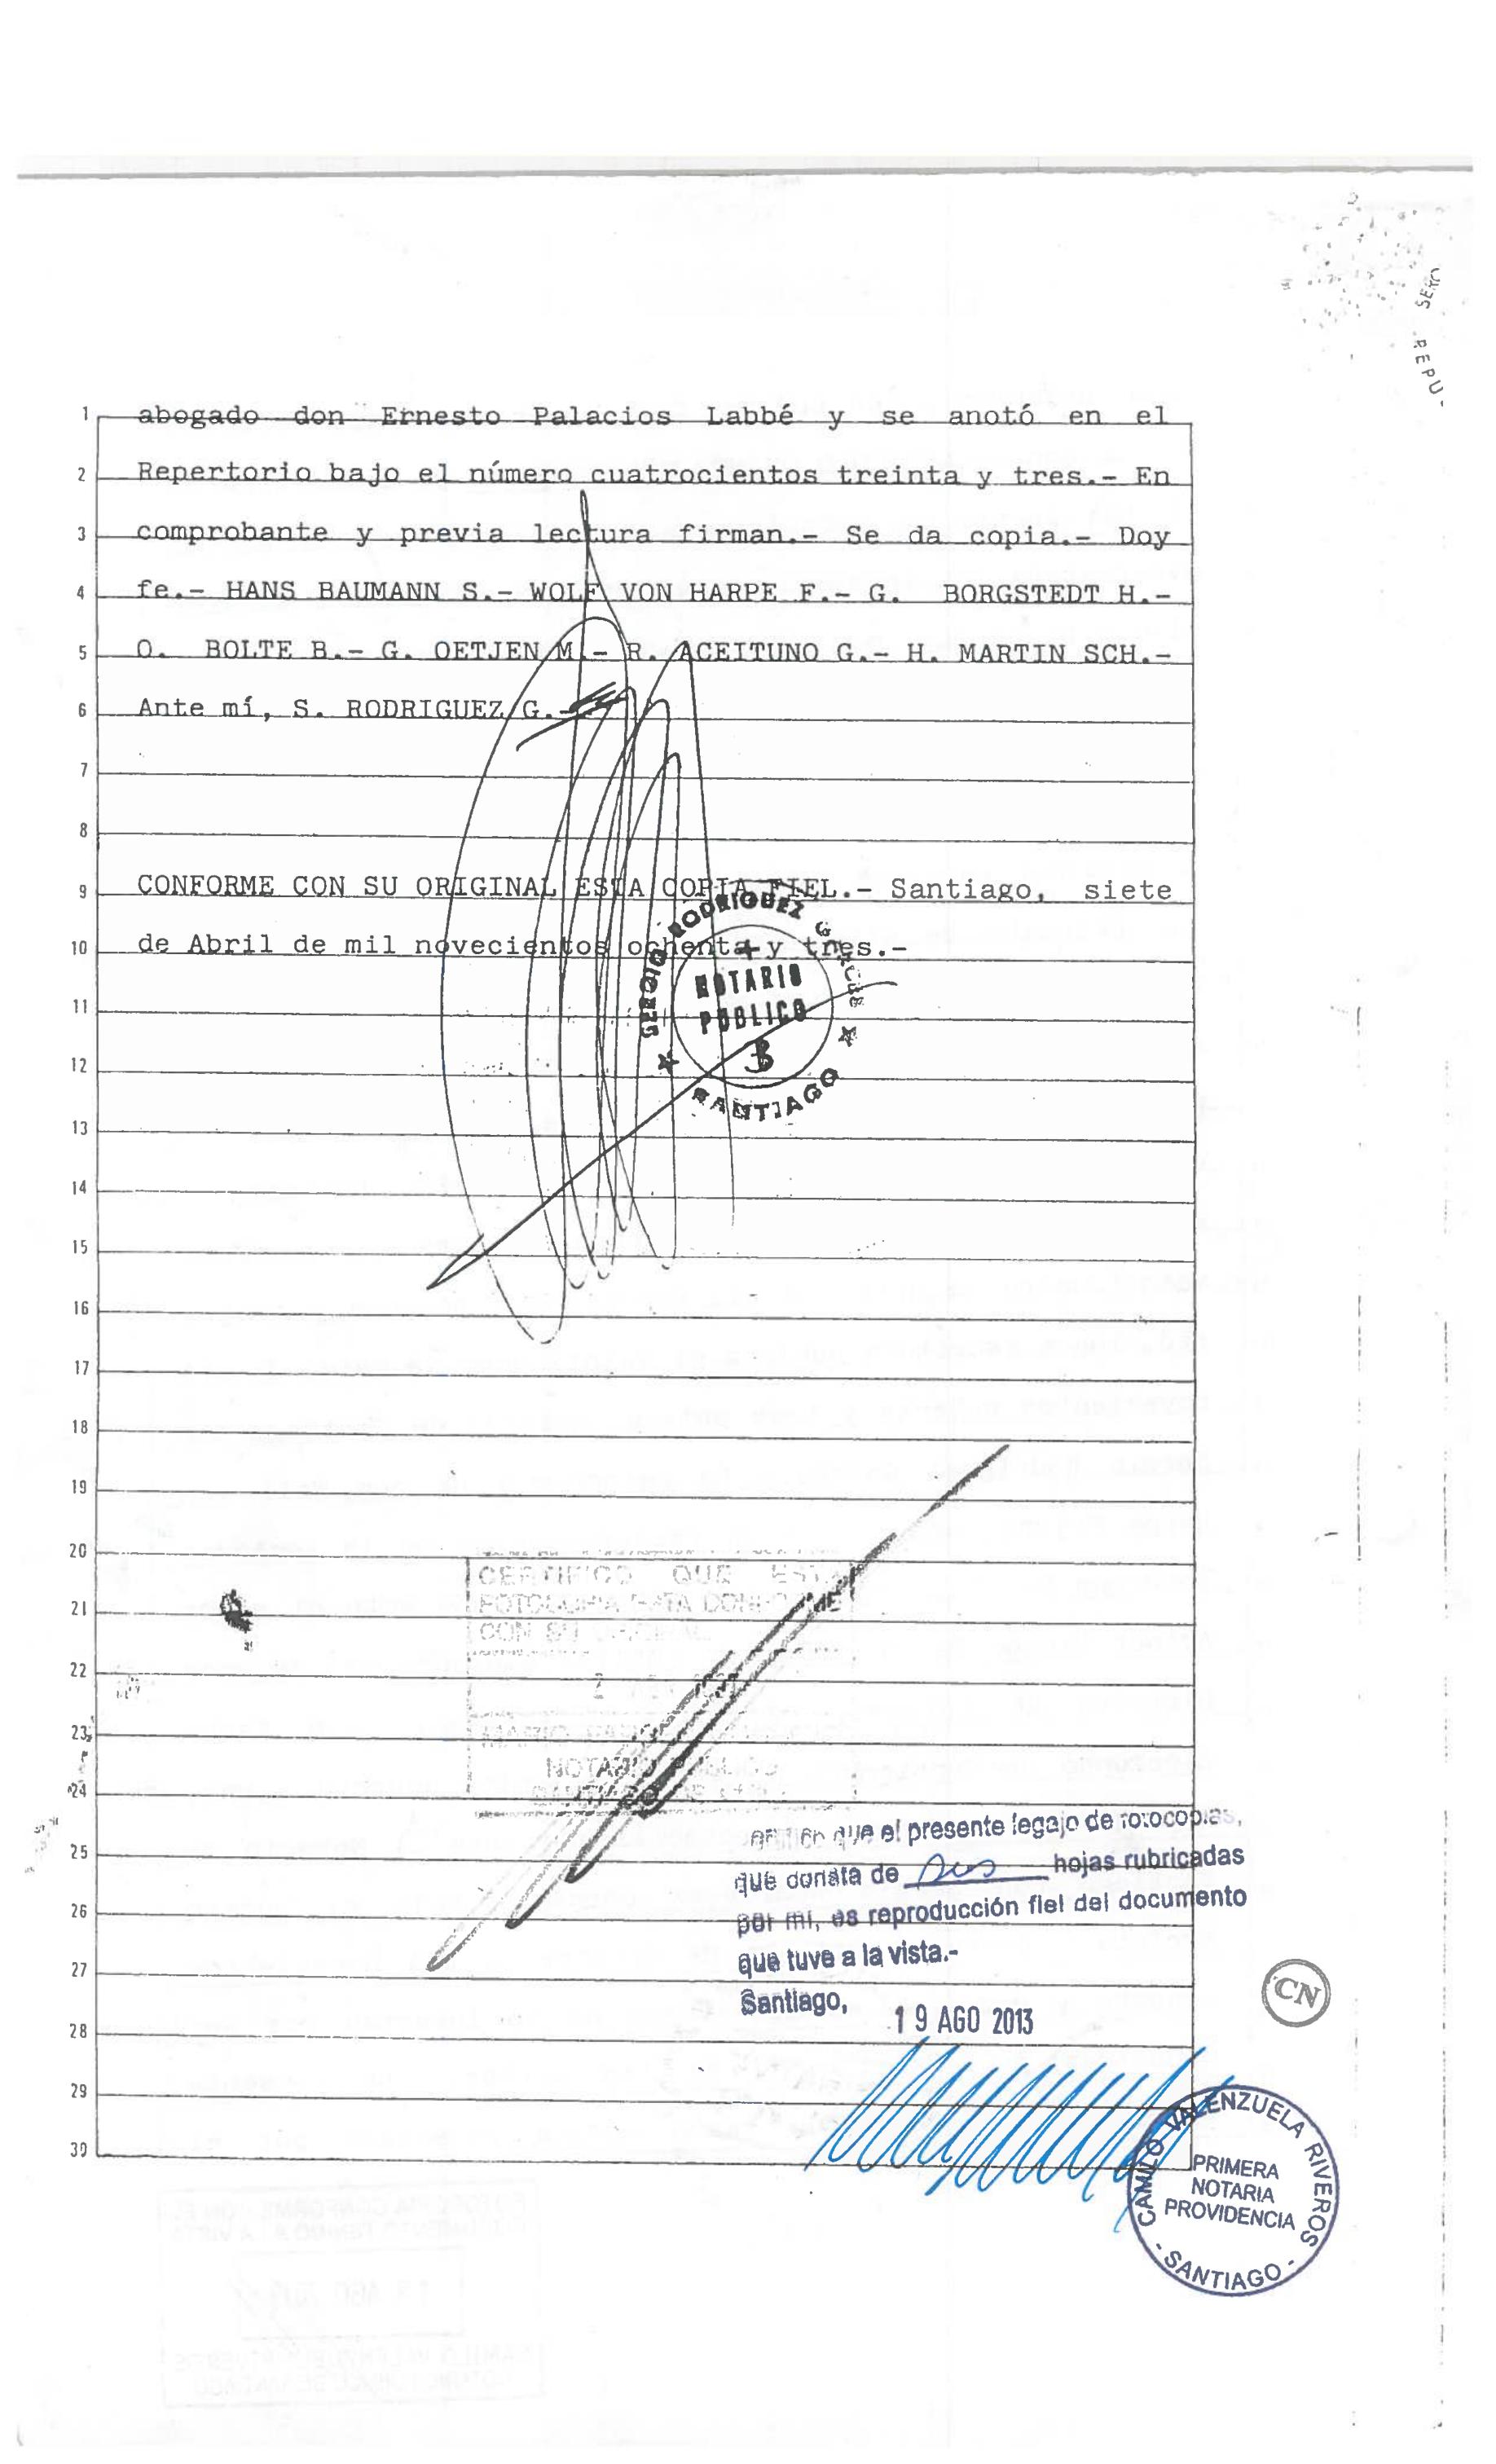 SERO
REPU
1 abogado don Ernesto Palacios Labbé y se anotó en el
2 Repertorio bajo el número cuatrocientos treinta y tres.- En
3 comprobante y previa lectura firman.- Se da copia.- Doy
4 fe.- HANS BAUMANN S.- WOLF VON HARPE F.- G. BORGSTEDT H.-
5 O. BOLTE B.- G. OETJEN M.- R. ACEITUNO G.- H. MARTIN SCH.-
6 Ante mí, S. RODRIGUEZ G.-
7
8
9 CONFORME CON SU ORIGINAL ESTA COPIA FIEL.- Santiago, siete
10 de Abril de mil novecientos ochenta y tres.-
SERGIO RODRIGUEZ GARCES
NOTARIO
PUBLICO
3
SANTIAGO
11
12
13
14
15
16
17
18
19
20
CERTIFICO QUE ESTA
21 FOTOCOPIA ESTA CONFORME
CON SU ORIGINAL
22
23 MARIO
NOTARIO PUBLICO
24 SANTIAGO
que el presente legajo de fotocopias,
25 que consta de dos hojas rubricadas
26 por mí, es reproducción fiel del documento
27 que tuve a la vista.-
Santiago, 19 AGO 2013
CN
28
29
30
CAMILO VALENZUELA RIVEROS
PRIMERA
NOTARIA
PROVIDENCIA
- SANTIAGO -